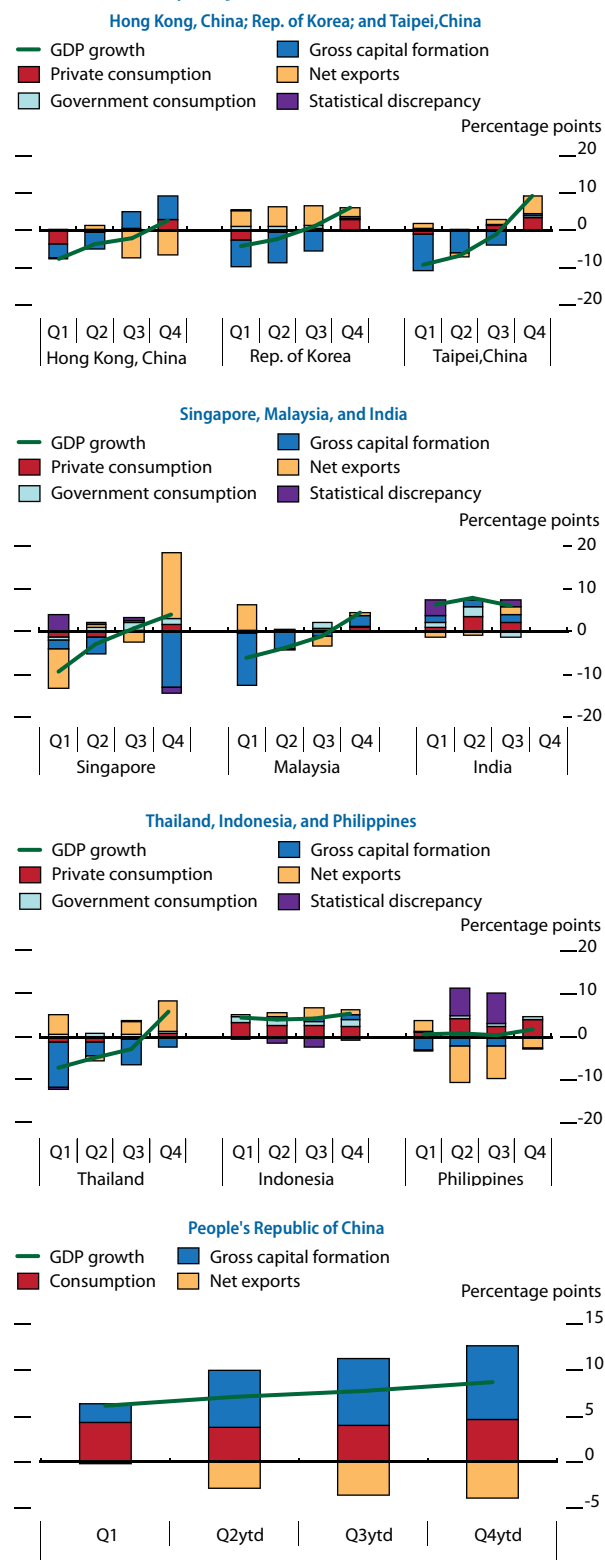 Hong Kong, China; Rep. of Korea; and Taipei,China
GDP growth
Gross capital formation
Private consumption
Net exports
Government consumption
Statistical discrepancy
Percentage points
20
10
0
-10
-20
Q1 Q2 Q3 Q4 Q1 Q2 Q3 Q4 Q1 Q2 Q3 Q4
Hong Kong, China Rep. of Korea Taipei,China
Singapore, Malaysia, and India
GDP growth
Gross capital formation
Private consumption
Net exports
Government consumption
Statistical discrepancy
Percentage points
20
10
0
-10
-20
Q1 Q2 Q3 Q4 Q1 Q2 Q3 Q4 Q1 Q2 Q3 Q4
Singapore Malaysia India
Thailand, Indonesia, and Philippines
GDP growth
Gross capital formation
Private consumption
Net exports
Government consumption
Statistical discrepancy
Percentage points
20
10
0
-10
-20
Q1 Q2 Q3 Q4 Q1 Q2 Q3 Q4 Q1 Q2 Q3 Q4
Thailand Indonesia Philippines
People's Republic of China
GDP growth
Gross capital formation
Consumption
Net exports
Percentage points
15
10
5
0
-5
Q1 Q2ytd Q3ytd Q4ytd